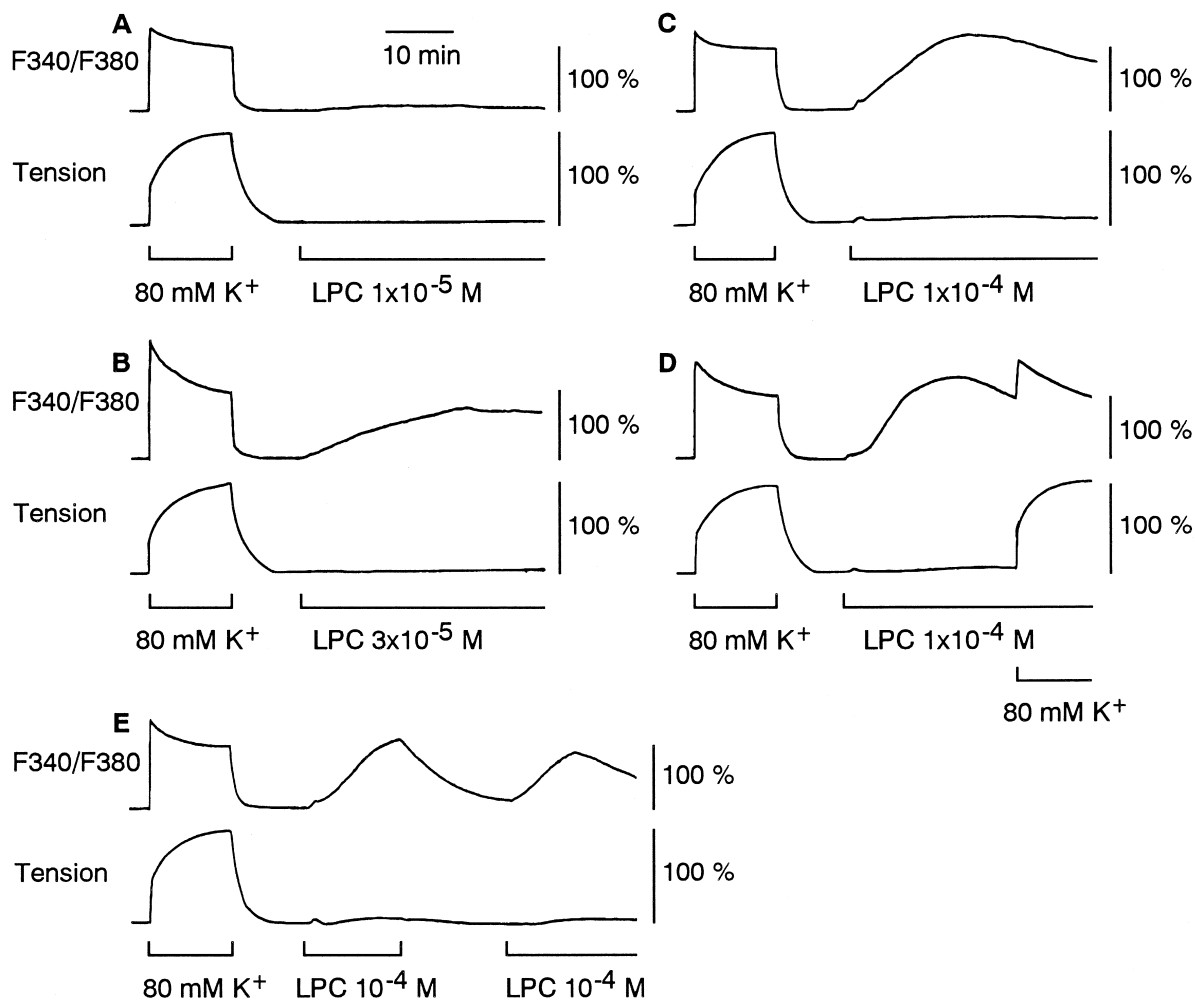 A
F340/F380
10 min
100 %
Tension
100 %
80 mM K⁺
LPC 1x10⁻⁵ M
C
100 %
100 %
80 mM K⁺
LPC 1x10⁻⁴ M
B
F340/F380
100 %
Tension
100 %
80 mM K⁺
LPC 3x10⁻⁵ M
D
100 %
100 %
80 mM K⁺
LPC 1x10⁻⁴ M
80 mM K⁺
E
F340/F380
100 %
Tension
100 %
80 mM K⁺
LPC 10⁻⁴ M
LPC 10⁻⁴ M